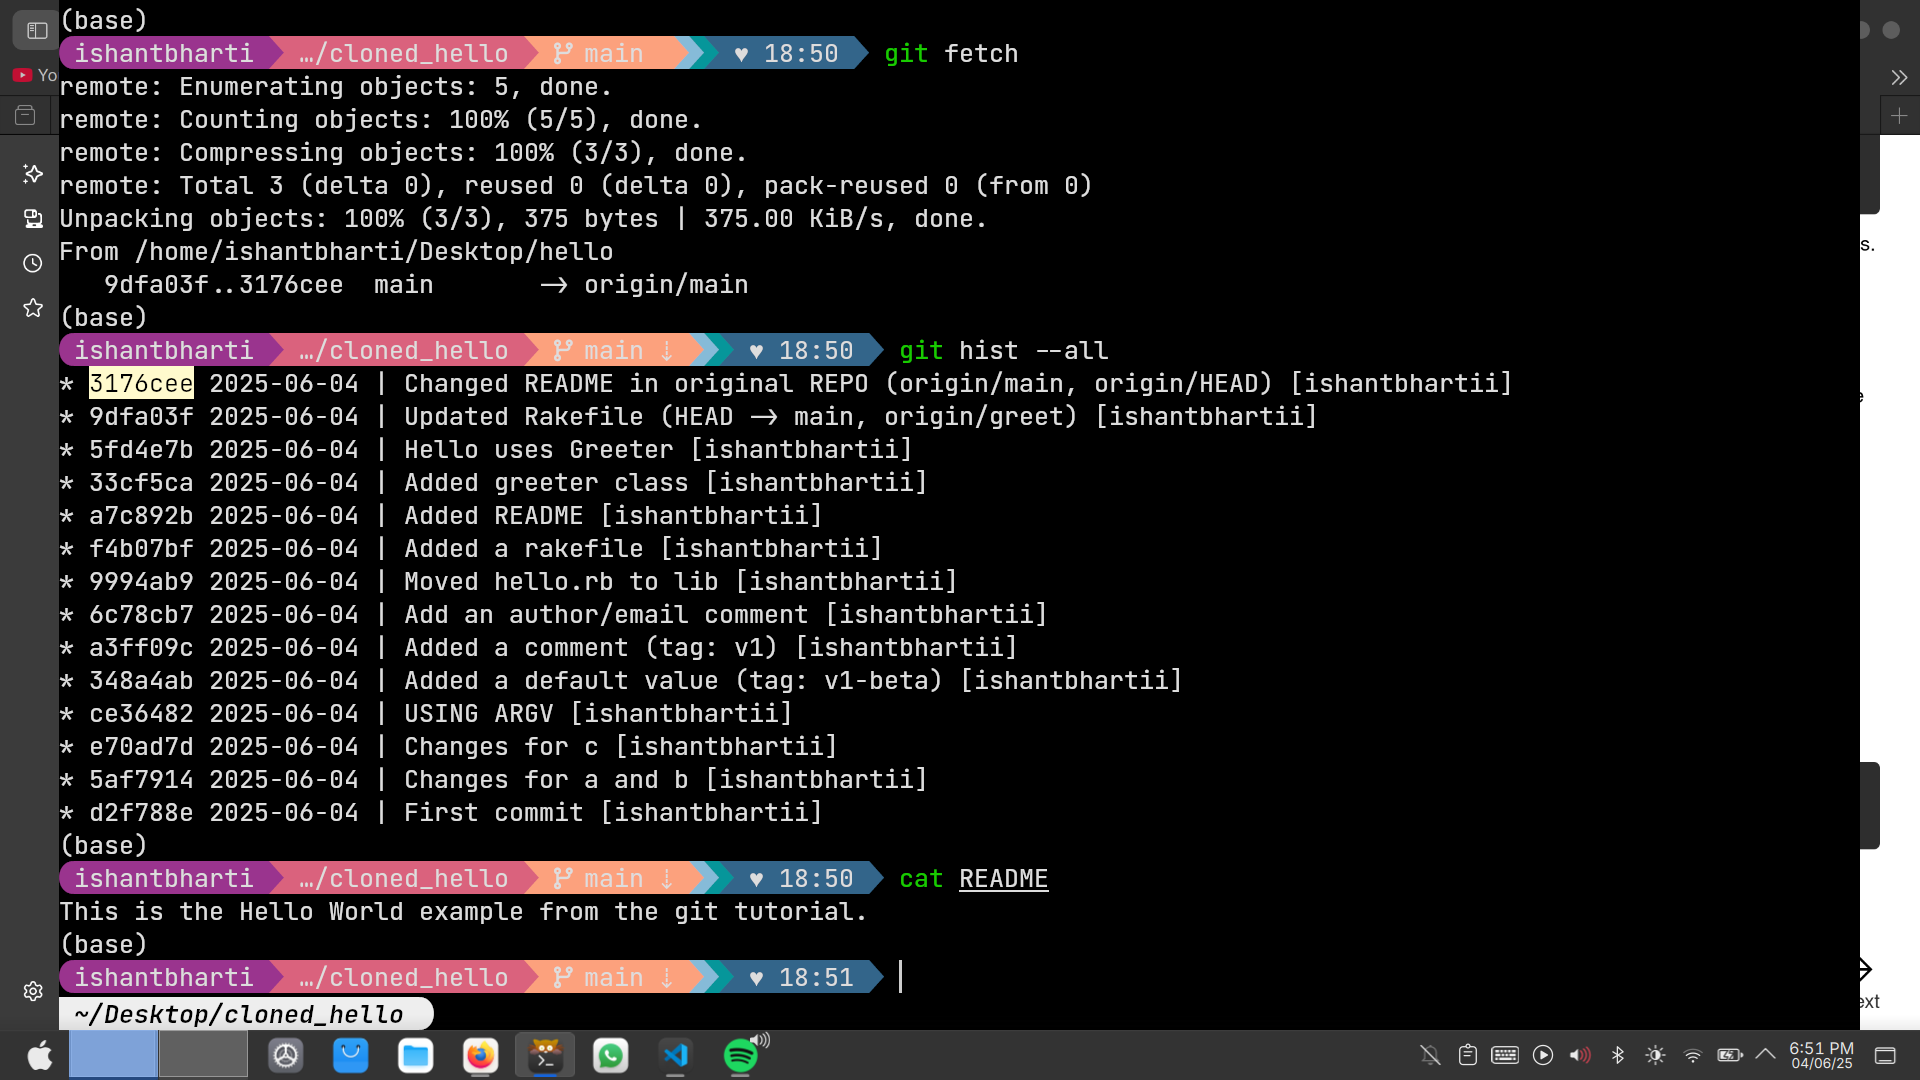 (base)
ishantbharti …/cloned_hello main ♥ 18:50 git fetch
Yo
remote: Enumerating objects: 5, done.
remote: Counting objects: 100% (5/5), done.
remote: Compressing objects: 100% (3/3), done.
remote: Total 3 (delta 0), reused 0 (delta 0), pack-reused 0 (from 0)
Unpacking objects: 100% (3/3), 375 bytes | 375.00 KiB/s, done.
s.
From /home/ishantbharti/Desktop/hello
9dfa03f..3176cee main -> origin/main
(base)
ishantbharti …/cloned_hello main ⇣ ♥ 18:50 git hist --all
* 3176cee 2025-06-04 | Changed README in original REPO (origin/main, origin/HEAD) [ishantbhartii]
* 9dfa03f 2025-06-04 | Updated Rakefile (HEAD -> main, origin/greet) [ishantbhartii]
* 5fd4e7b 2025-06-04 | Hello uses Greeter [ishantbhartii]
* 33cf5ca 2025-06-04 | Added greeter class [ishantbhartii]
* a7c892b 2025-06-04 | Added README [ishantbhartii]
* f4b07bf 2025-06-04 | Added a rakefile [ishantbhartii]
* 9994ab9 2025-06-04 | Moved hello.rb to lib [ishantbhartii]
* 6c78cb7 2025-06-04 | Add an author/email comment [ishantbhartii]
* a3ff09c 2025-06-04 | Added a comment (tag: v1) [ishantbhartii]
* 348a4ab 2025-06-04 | Added a default value (tag: v1-beta) [ishantbhartii]
* ce36482 2025-06-04 | USING ARGV [ishantbhartii]
* e70ad7d 2025-06-04 | Changes for c [ishantbhartii]
* 5af7914 2025-06-04 | Changes for a and b [ishantbhartii]
* d2f788e 2025-06-04 | First commit [ishantbhartii]
(base)
ishantbharti …/cloned_hello main ⇣ ♥ 18:50 cat README
This is the Hello World example from the git tutorial.
(base)
ishantbharti …/cloned_hello main ⇣ ♥ 18:51
ext
~/Desktop/cloned_hello
6:51 PM
04/06/25